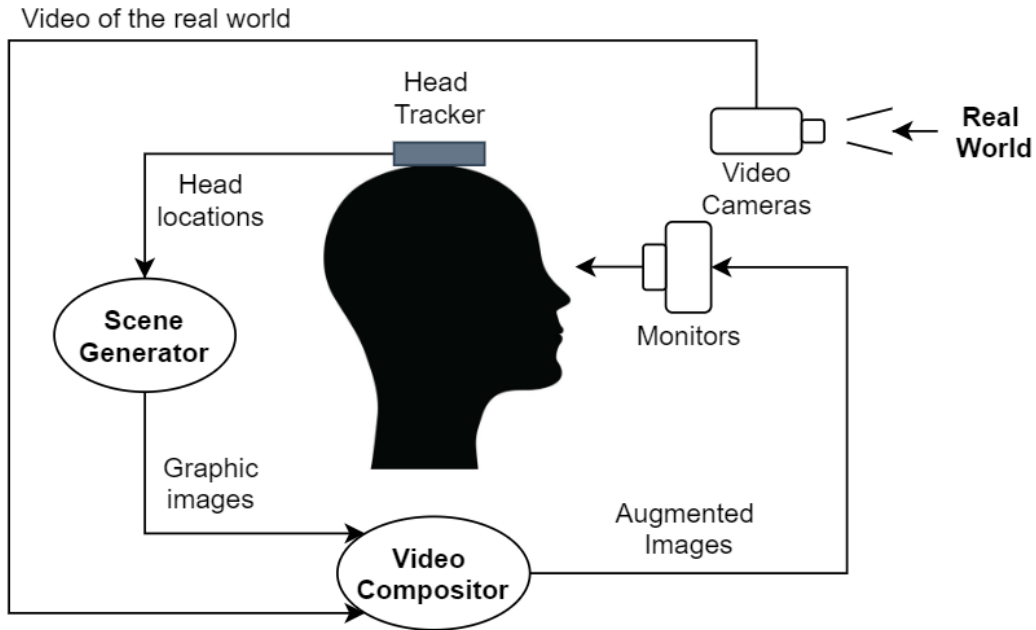 Video of the real world
Head
Tracker
Real
World
Video
Cameras
Head
locations
Scene
Generator
Monitors
Graphic
images
Augmented
Images
Video
Compositor